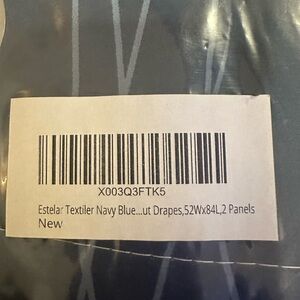 X003Q3FTK5
Estelar Textiler Navy Blue...ut Drapes,52Wx84L,2 Panels
New